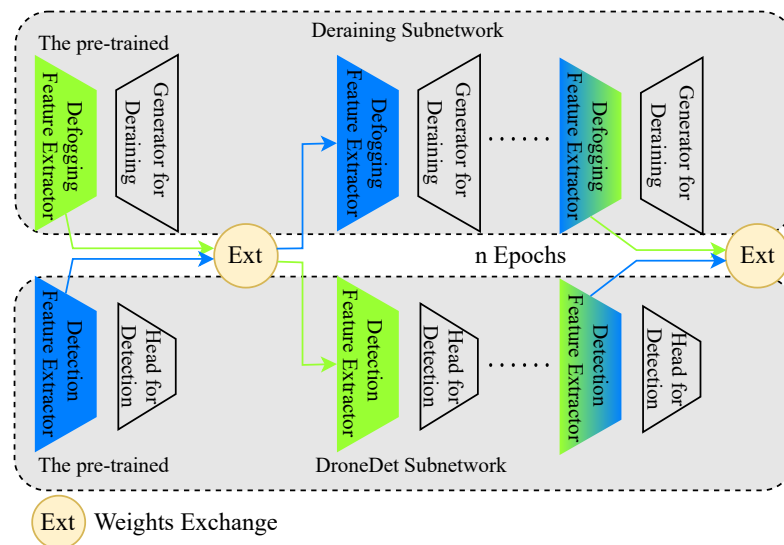 Deraining Subnetwork
The pre-trained
Defogging
Feature Extractor
Generator for
Deraining
Defogging
Feature Extractor
Generator for
Deraining
......
Defogging
Feature Extractor
Generator for
Deraining
Ext
n Epochs
Ext
Detection
Feature Extractor
Head for
Detection
Detection
Feature Extractor
Head for
Detection
......
Detection
Feature Extractor
Head for
Detection
The pre-trained
DroneDet Subnetwork
Ext
Weights Exchange